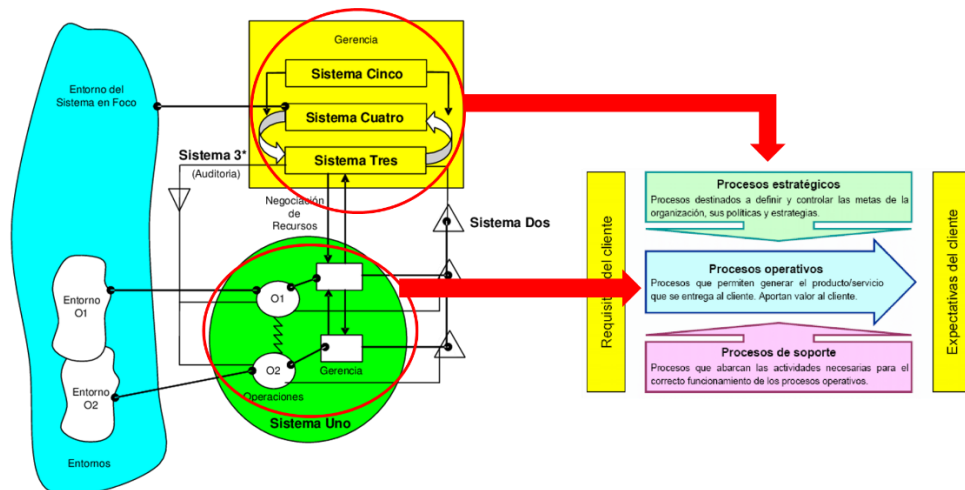 Gerencia
Sistema Cinco
Entorno del
Sistema en Foco
Sistema Cuatro
Sistema 3*
(Auditoria)
Sistema Tres
Negociación
de
Recursos
Sistema Dos
Entorno
O1
O1
Entorno
O2
O2
Gerencia
Operaciones
Sistema Uno
Entornos
Requisitos del cliente
Procesos estratégicos
Procesos destinados a definir y controlar las metas de la
organización, sus políticas y estrategias.
Procesos operativos
Procesos que permiten generar el producto/servicio
que se entrega al cliente. Aportan valor al cliente.
Procesos de soporte
Procesos que abarcan las actividades necesarias para el
correcto funcionamiento de los procesos operativos.
Expectativas del cliente